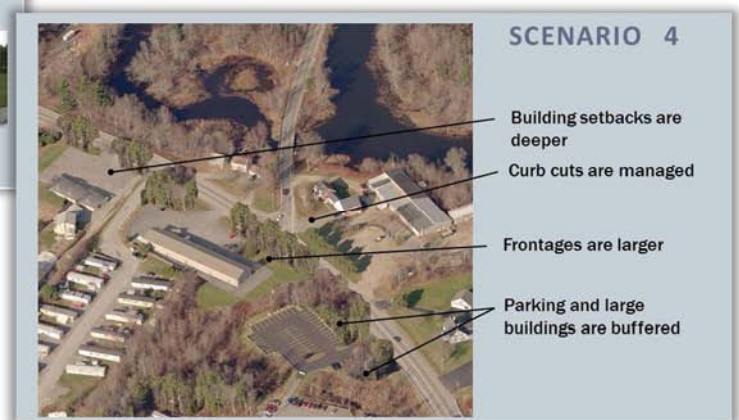 SCENARIO 4
Building setbacks are
deeper
Curb cuts are managed
Frontages are larger
Parking and large
buildings are buffered